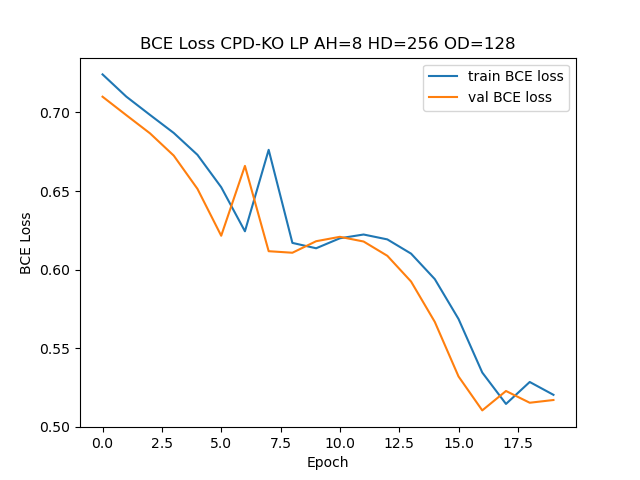 BCE Loss CPD-KO LP AH=8 HD=256 OD=128
train BCE loss
val BCE loss
BCE Loss
0.70
0.65
0.60
0.55
0.50
0.0 2.5 5.0 7.5 10.0 12.5 15.0 17.5
Epoch